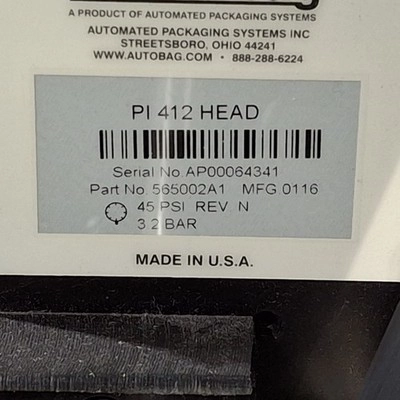 A PRODUCT OF AUTOMATED PACKAGING SYSTEMS
AUTOMATED PACKAGING SYSTEMS INC
STREETSBORO, OHIO 44241
WWW.AUTOBAG.COM • 888-288-6224
PI 412 HEAD
Serial No. AP00064341
Part No. 565002A1 MFG 0116
45 PSI REV. N
3.2 BAR
MADE IN U.S.A.